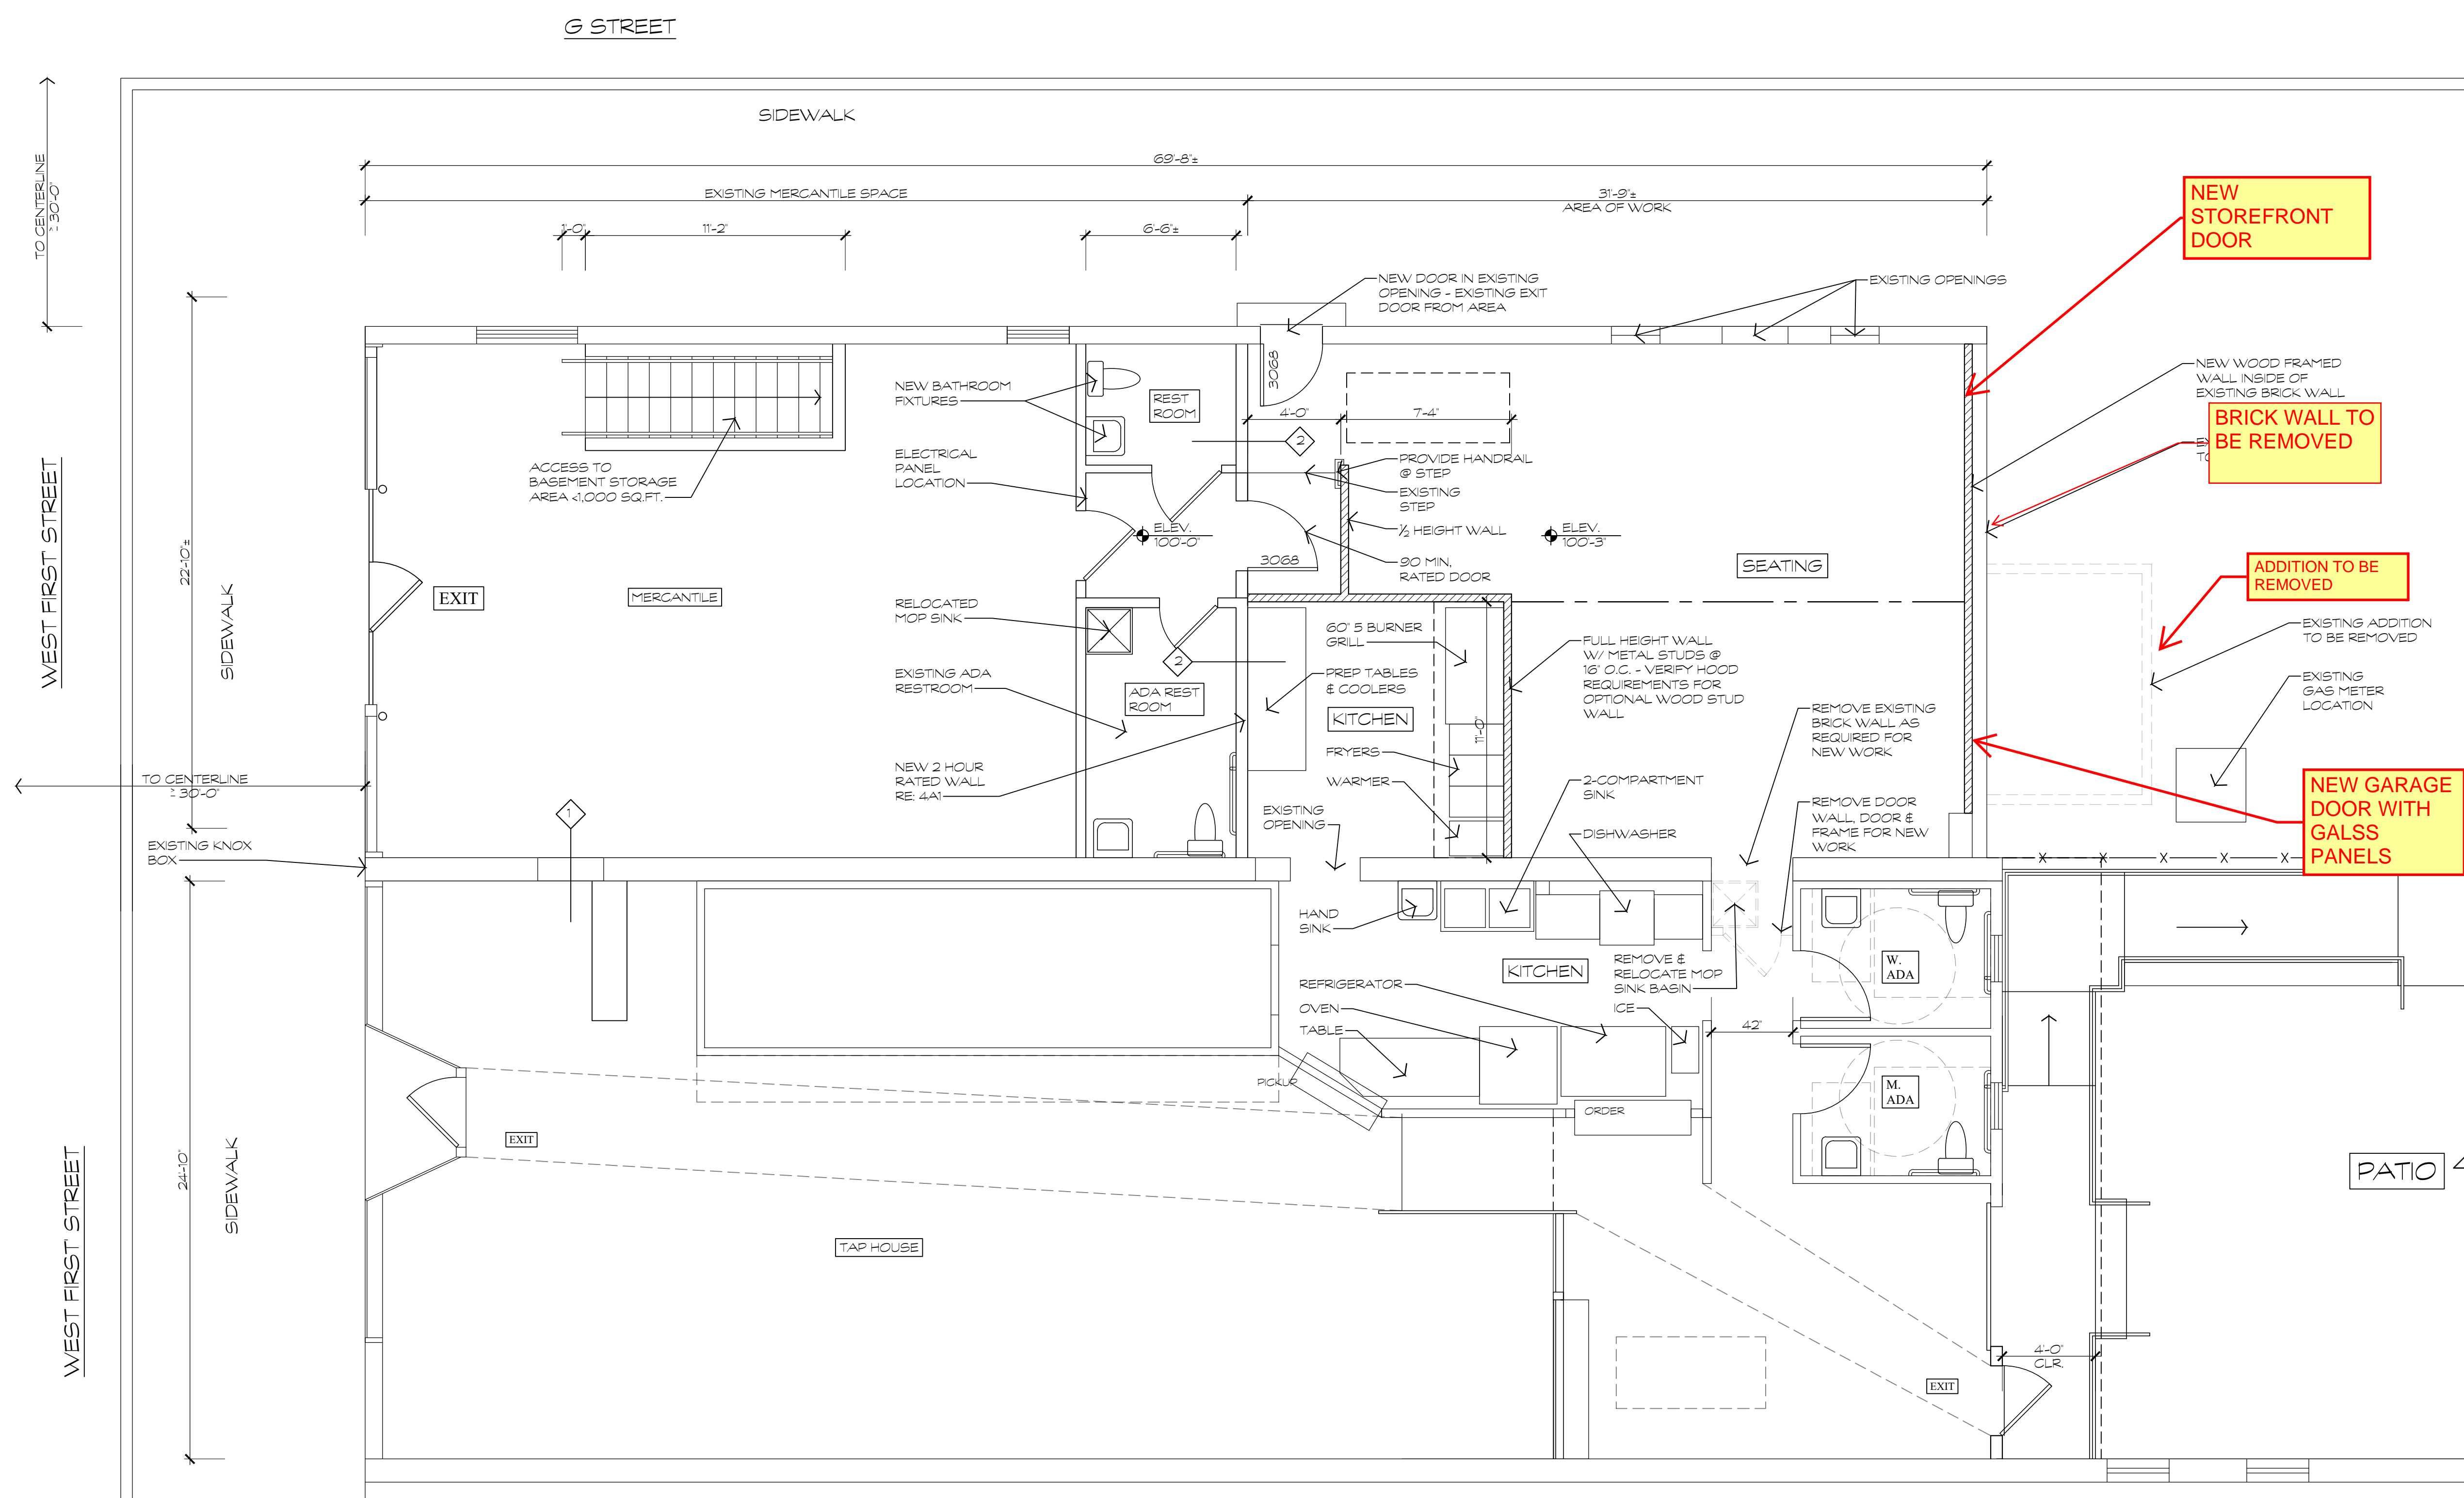 G STREET
SIDEWALK
TO CENTERLINE
≥ 30'-0"
69'-8"±
EXISTING MERCANTILE SPACE
31'-9"±
AREA OF WORK
1'-0"
11'-2"
6'-6"±
NEW
STOREFRONT
DOOR
NEW DOOR IN EXISTING
OPENING - EXISTING EXIT
DOOR FROM AREA
EXISTING OPENINGS
3068
NEW BATHROOM
FIXTURES
REST
ROOM
4'-0"
7'-4"
2
NEW WOOD FRAMED
WALL INSIDE OF
EXISTING BRICK WALL
BRICK WALL TO
BE REMOVED
ELECTRICAL
PANEL
LOCATION
ACCESS TO
BASEMENT STORAGE
AREA <1,000 SQ.FT.
PROVIDE HANDRAIL
@ STEP
EXISTING
STEP
½ HEIGHT WALL
90 MIN.
RATED DOOR
ELEV.
100'-0"
ELEV.
100'-3"
3068
SEATING
WEST FIRST STREET
22'-10"±
SIDEWALK
EXIT
MERCANTILE
ADDITION TO BE
REMOVED
EXISTING ADDITION
TO BE REMOVED
EXISTING
GAS METER
LOCATION
RELOCATED
MOP SINK
EXISTING ADA
RESTROOM
2
ADA REST
ROOM
NEW 2 HOUR
RATED WALL
RE: 4A1
60" 5 BURNER
GRILL
PREP TABLES
& COOLERS
KITCHEN
FRYERS
WARMER
11'-0"
FULL HEIGHT WALL
W/ METAL STUDS @
16" O.C. - VERIFY HOOD
REQUIREMENTS FOR
OPTIONAL WOOD STUD
WALL
REMOVE EXISTING
BRICK WALL AS
REQUIRED FOR
NEW WORK
2-COMPARTMENT
SINK
DISHWASHER
REMOVE DOOR
WALL, DOOR &
FRAME FOR NEW
WORK
NEW GARAGE
DOOR WITH
GALSS
PANELS
TO CENTERLINE
≥ 30'-0"
EXISTING KNOX
BOX
1
EXISTING
OPENING
X X X X X
HAND
SINK
KITCHEN
REMOVE &
RELOCATE MOP
SINK BASIN
REFRIGERATOR
OVEN
TABLE
ICE
42"
W.
ADA
M.
ADA
PICKUP
ORDER
WEST FIRST STREET
24'-10"
SIDEWALK
EXIT
TAP HOUSE
PATIO
4'-0"
CLR.
EXIT